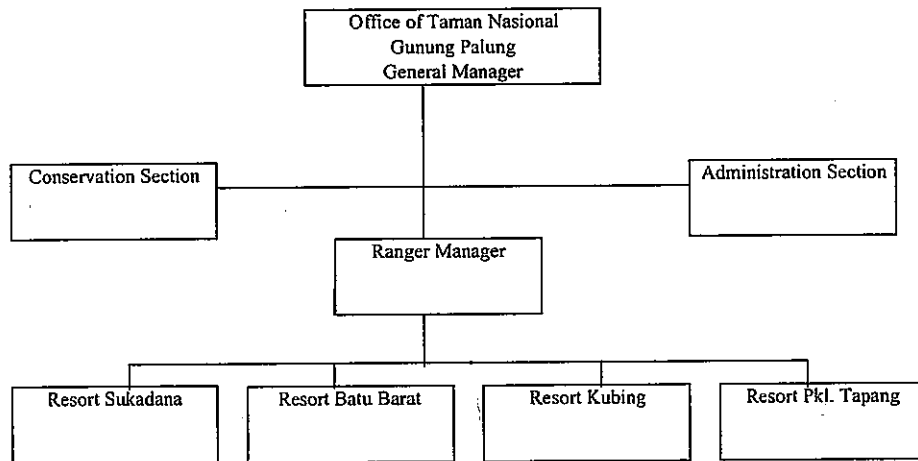 Office of Taman Nasional
Gunung Palung
General Manager
Conservation Section
Administration Section
Ranger Manager
Resort Sukadana
Resort Batu Barat
Resort Kubing
Resort Pkl. Tapang